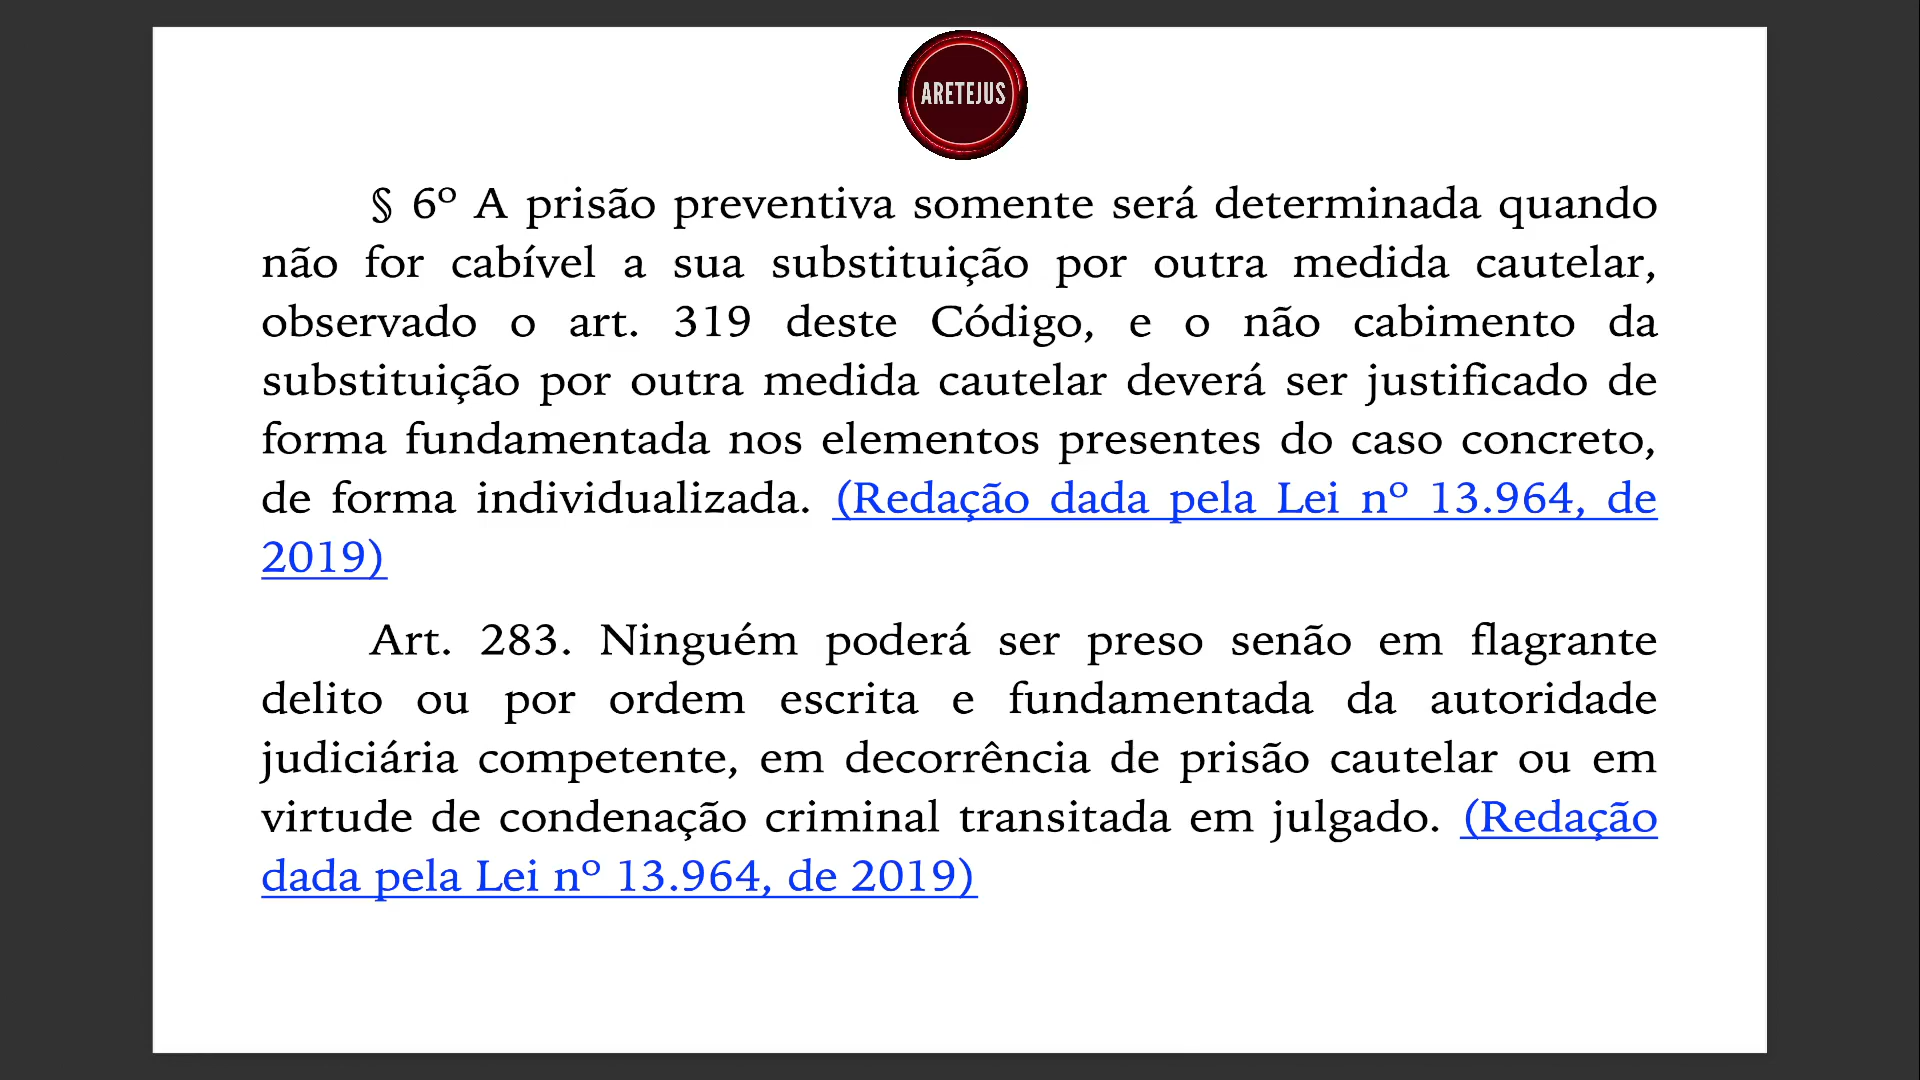 ARETEJUS
§ 6º A prisão preventiva somente será determinada quando
não for cabível a sua substituição por outra medida cautelar,
observado o art. 319 deste Código, e o não cabimento da
substituição por outra medida cautelar deverá ser justificado de
forma fundamentada nos elementos presentes do caso concreto,
de forma individualizada. (Redação dada pela Lei nº 13.964, de
2019)
Art. 283. Ninguém poderá ser preso senão em flagrante
delito ou por ordem escrita e fundamentada da autoridade
judiciária competente, em decorrência de prisão cautelar ou em
virtude de condenação criminal transitada em julgado. (Redação
dada pela Lei nº 13.964, de 2019)